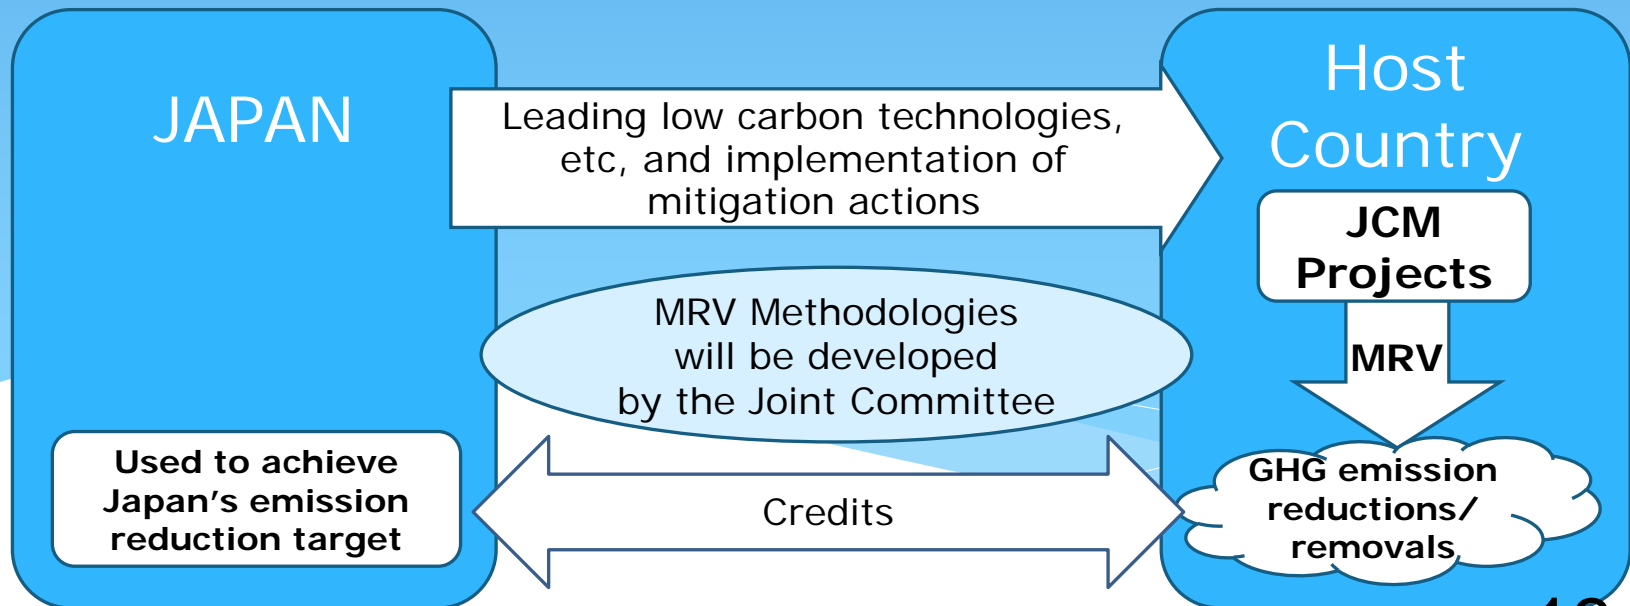 JAPAN
Leading low carbon technologies,
etc, and implementation of
mitigation actions
Host
Country
JCM
Projects
MRV Methodologies
will be developed
by the Joint Committee
MRV
Used to achieve
Japan's emission
reduction target
Credits
GHG emission
reductions/
removals